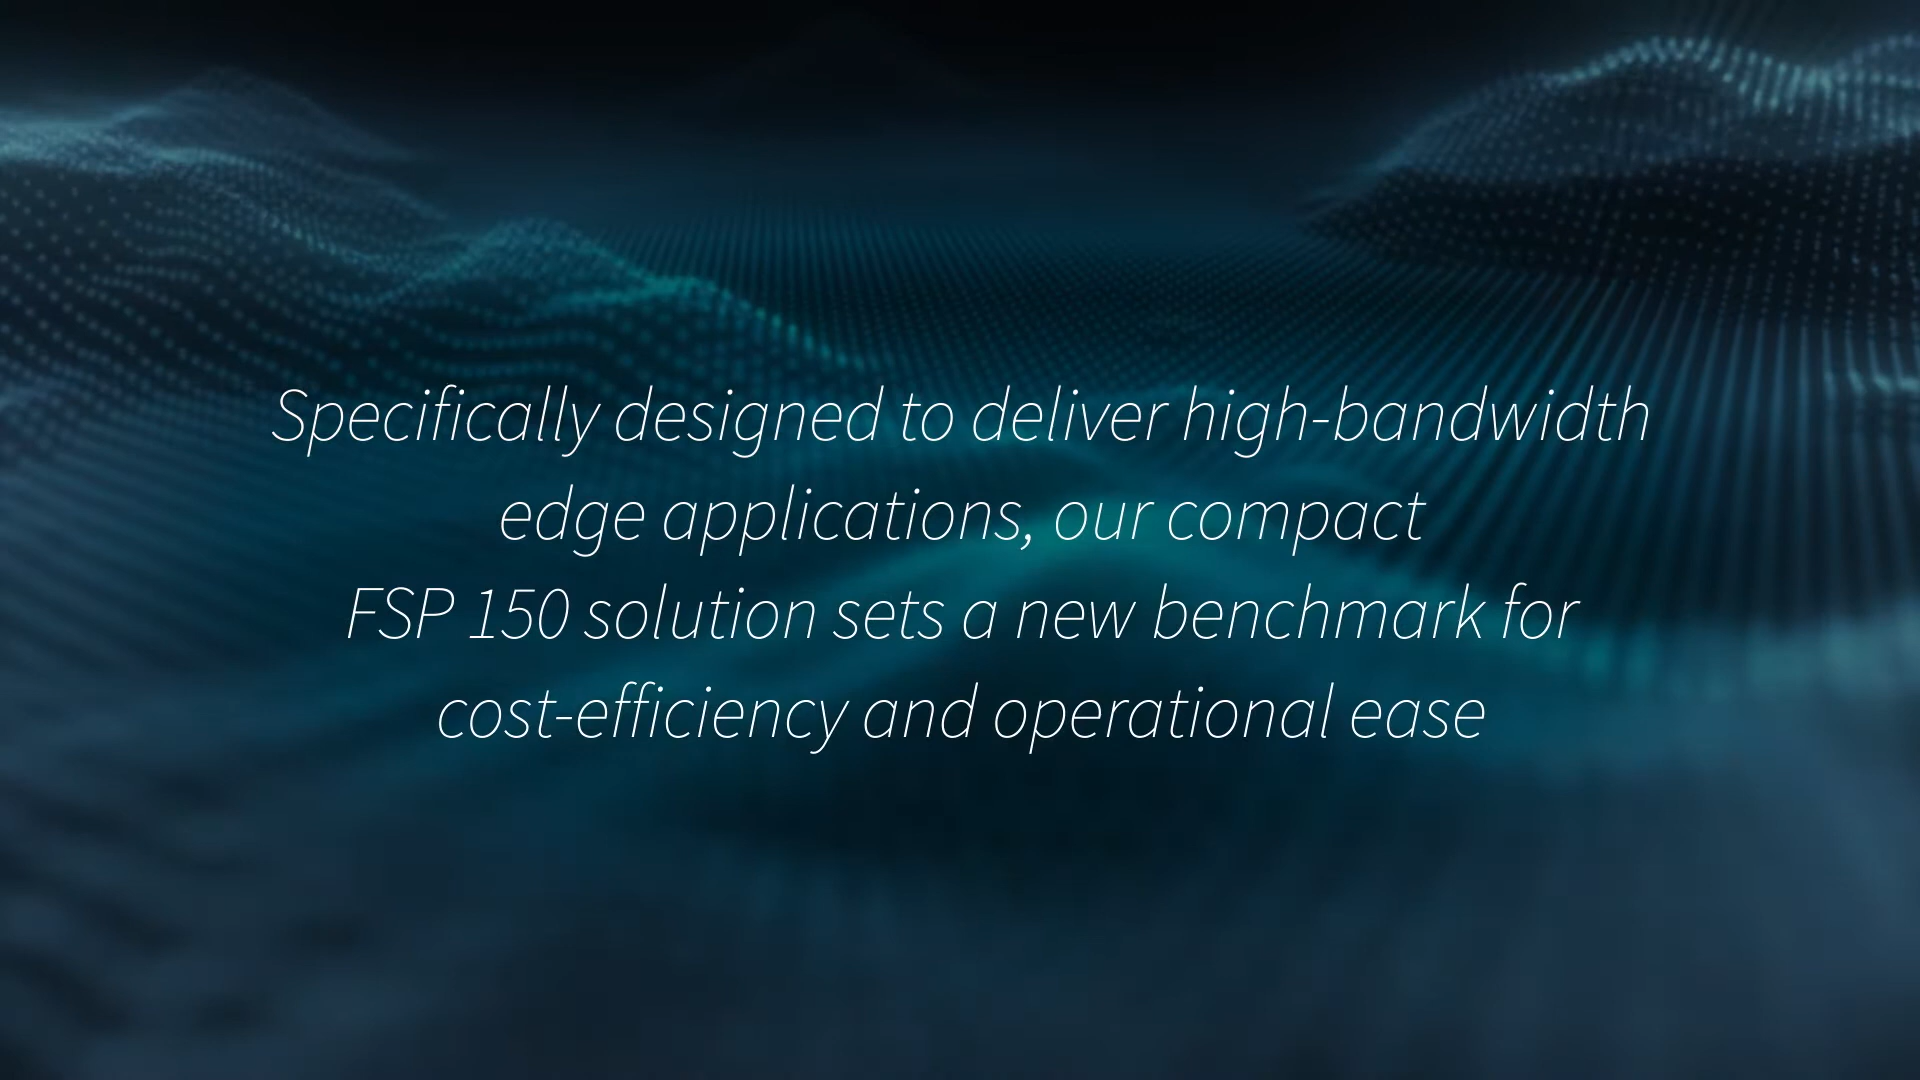 Specifically designed to deliver high-bandwidth
edge applications, our compact
FSP 150 solution sets a new benchmark for
cost-efficiency and operational ease